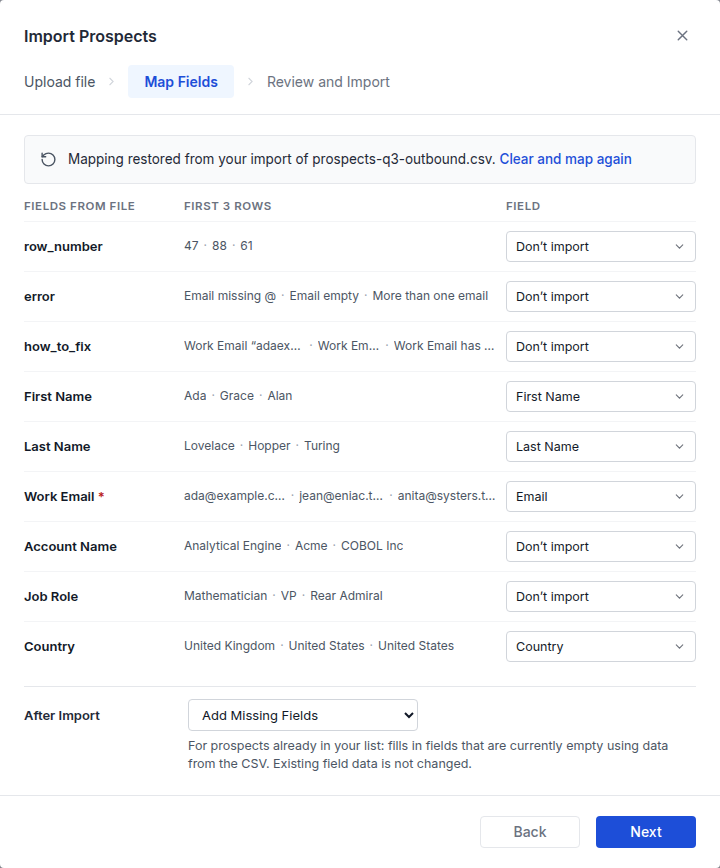 Import Prospects
Upload file
Map Fields
Review and Import
Mapping restored from your import of prospects-q3-outbound.csv. Clear and map again
FIELDS FROM FILE FIRST 3 ROWS FIELD
row_number 47 · 88 · 61 Don't import
error Email missing @ · Email empty · More than one email Don't import
how_to_fix Work Email “adaex... · Work Em... · Work Email has ... Don't import
First Name Ada · Grace · Alan First Name
Last Name Lovelace · Hopper · Turing Last Name
Work Email * ada@example.c... · jean@eniac.t... · anita@systers.t... Email
Account Name Analytical Engine · Acme · COBOL Inc Don't import
Job Role Mathematician · VP · Rear Admiral Don't import
Country United Kingdom · United States · United States Country
After Import Add Missing Fields
For prospects already in your list: fills in fields that are currently empty using data
from the CSV. Existing field data is not changed.
Back Next